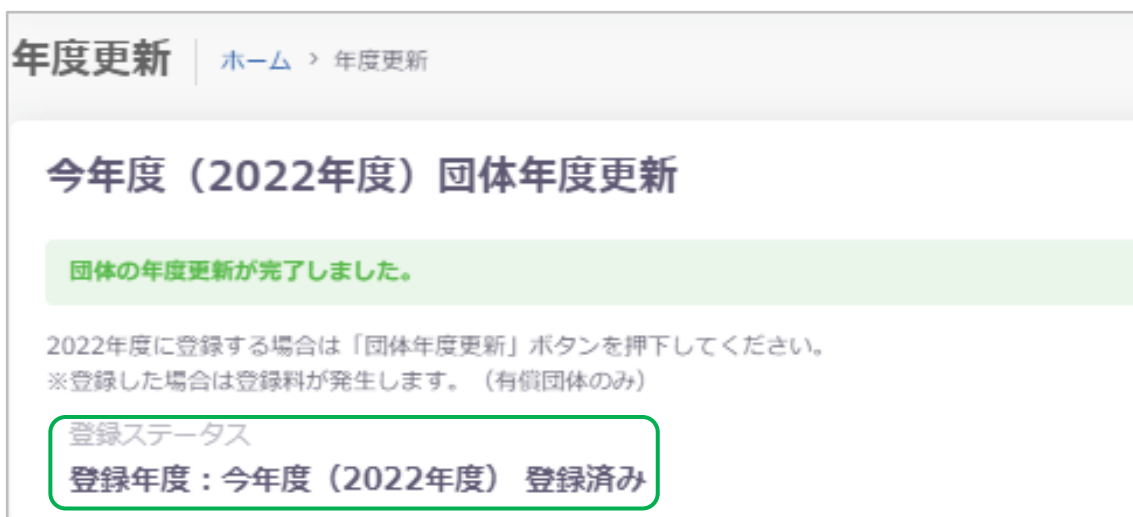 年度更新 ホーム > 年度更新
今年度（2022年度）団体年度更新
団体の年度更新が完了しました。
2022年度に登録する場合は「団体年度更新」ボタンを押下してください。
※登録した場合は登録料が発生します。（有償団体のみ）
登録ステータス
登録年度：今年度（2022年度） 登録済み